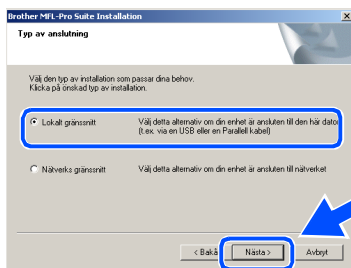 Brother MFL-Pro Suite Installation
Typ av anslutning
Välj den typ av installation som passar dina behov.
Klicka på önskad typ av installation.
Lokalt gränssnitt
Välj detta alternativ om din enhet är ansluten till den här dator
(t.ex. via en USB eller en Parallell kabel)
Nätverks gränssnitt
Välj detta alternativ om din enhet är ansluten till nätverket
< Bakå
Nästa >
Avbryt